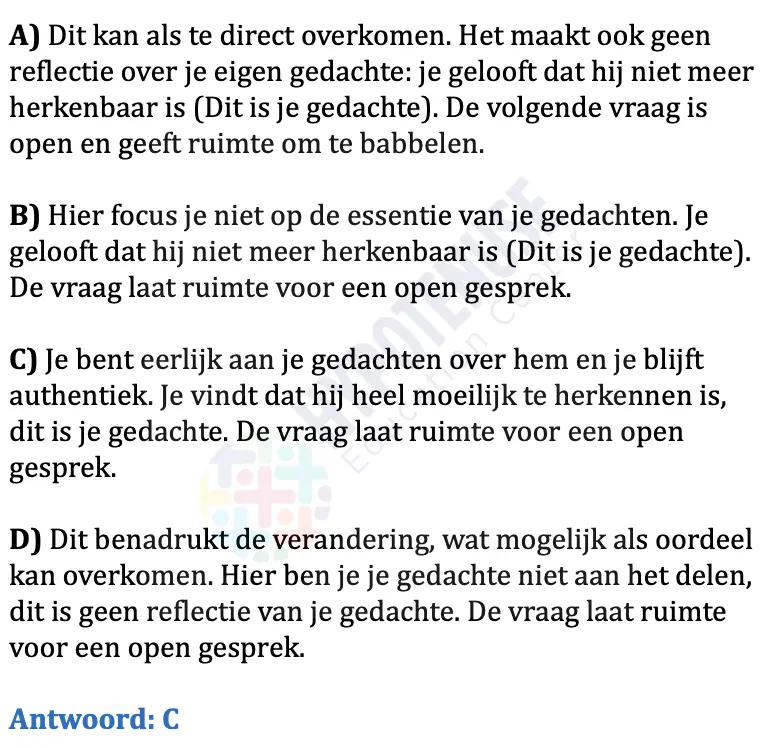 A) Dit kan als te direct overkomen. Het maakt ook geen
reflectie over je eigen gedachte: je gelooft dat hij niet meer
herkenbaar is (Dit is je gedachte). De volgende vraag is
open en geeft ruimte om te babbelen.
B) Hier focus je niet op de essentie van je gedachten. Je
gelooft dat hij niet meer herkenbaar is (Dit is je gedachte).
De vraag laat ruimte voor een open gesprek.
C) Je bent eerlijk aan je gedachten over hem en je blijft
authentiek. Je vindt dat hij heel moeilijk te herkennen is,
dit is je gedachte. De vraag laat ruimte voor een open
gesprek.
D) Dit benadrukt de verandering, wat mogelijk als oordeel
kan overkomen. Hier ben je je gedachte niet aan het delen,
dit is geen reflectie van je gedachte. De vraag laat ruimte
voor een open gesprek.
Antwoord: C
HYPOTENUSE
Education Center